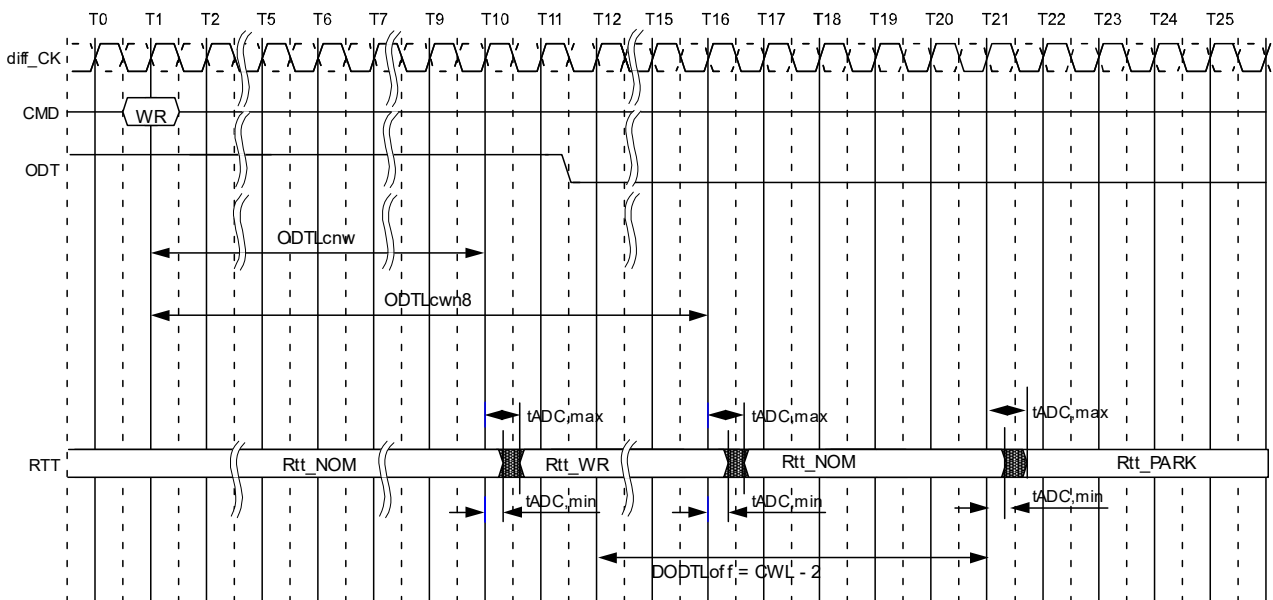 T0 T1 T2 T5 T6 T7 T9 T10 T11 T12 T15 T16 T17 T18 T19 T20 T21 T22 T23 T24 T25
diff_CK
CMD WR
ODT
ODTLcnw
ODTLcwn8
tADC,max tADC,max tADC,max
RTT Rtt_NOM Rtt_WR Rtt_NOM Rtt_PARK
tADC,min tADC,min tADC,min
DODTLoff = CWL - 2